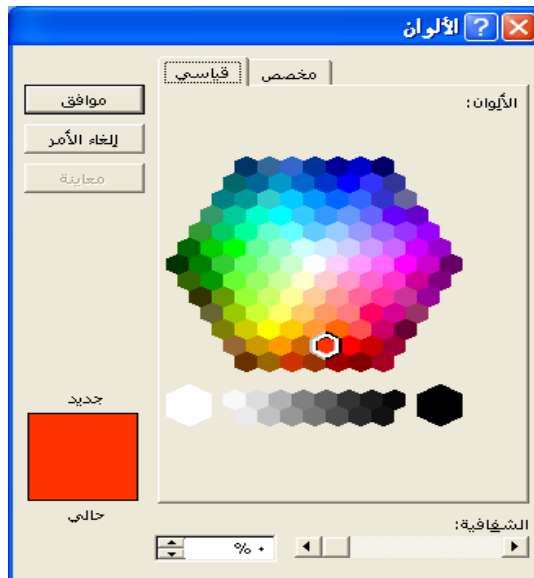 الألوان
مخصص
قياسي
الألوان:
موافق
إلغاء الأمر
معاينة
جديد
حالي
الشفافية:
٠ %